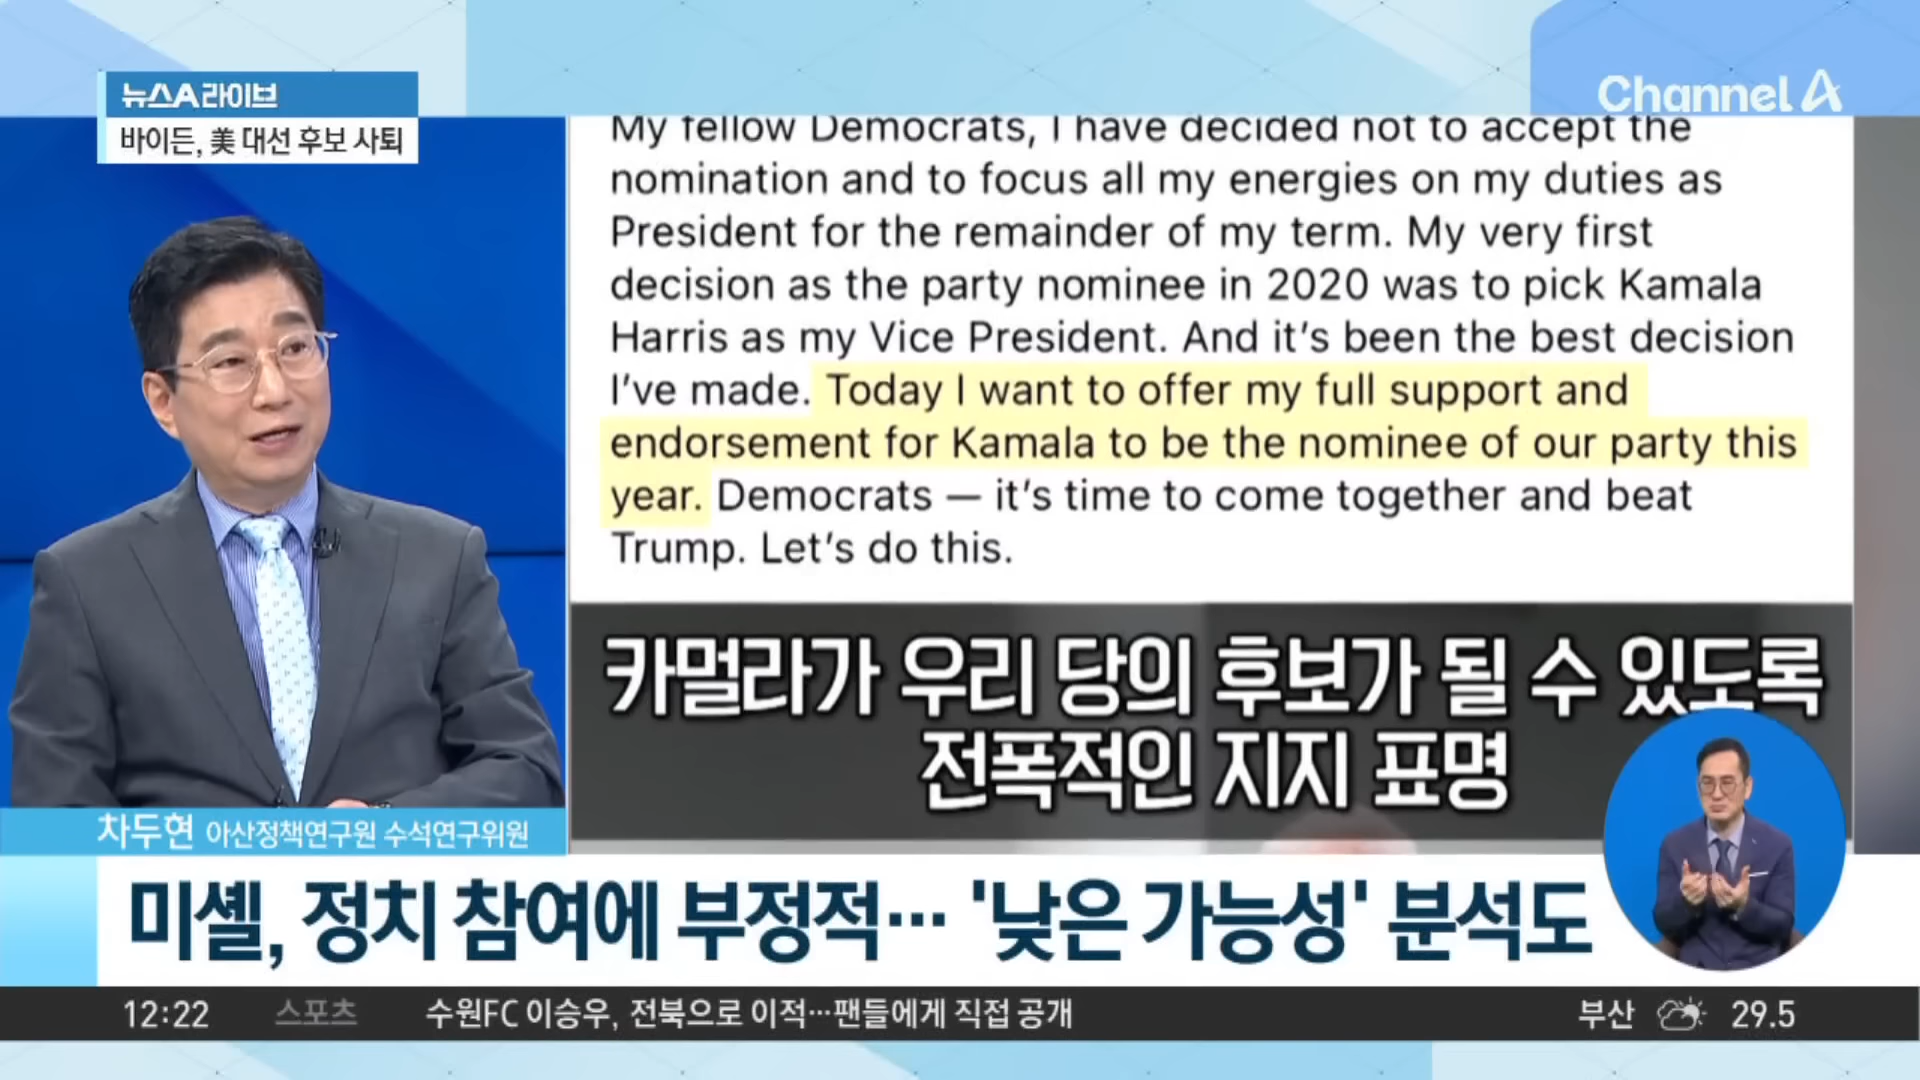 뉴스A 라이브
바이든, 美 대선 후보 사퇴
Channel A
My fellow Democrats, I have decided not to accept the
nomination and to focus all my energies on my duties as
President for the remainder of my term. My very first
decision as the party nominee in 2020 was to pick Kamala
Harris as my Vice President. And it's been the best decision
I've made. Today I want to offer my full support and
endorsement for Kamala to be the nominee of our party this
year. Democrats — it's time to come together and beat
Trump. Let's do this.
카멀라가 우리 당의 후보가 될 수 있도록
전폭적인 지지 표명
차두현 아산정책연구원 수석연구위원
미셸, 정치 참여에 부정적… '낮은 가능성' 분석도
12:22 스포츠 수원FC 이승우, 전북으로 이적…팬들에게 직접 공개 부산 29.5